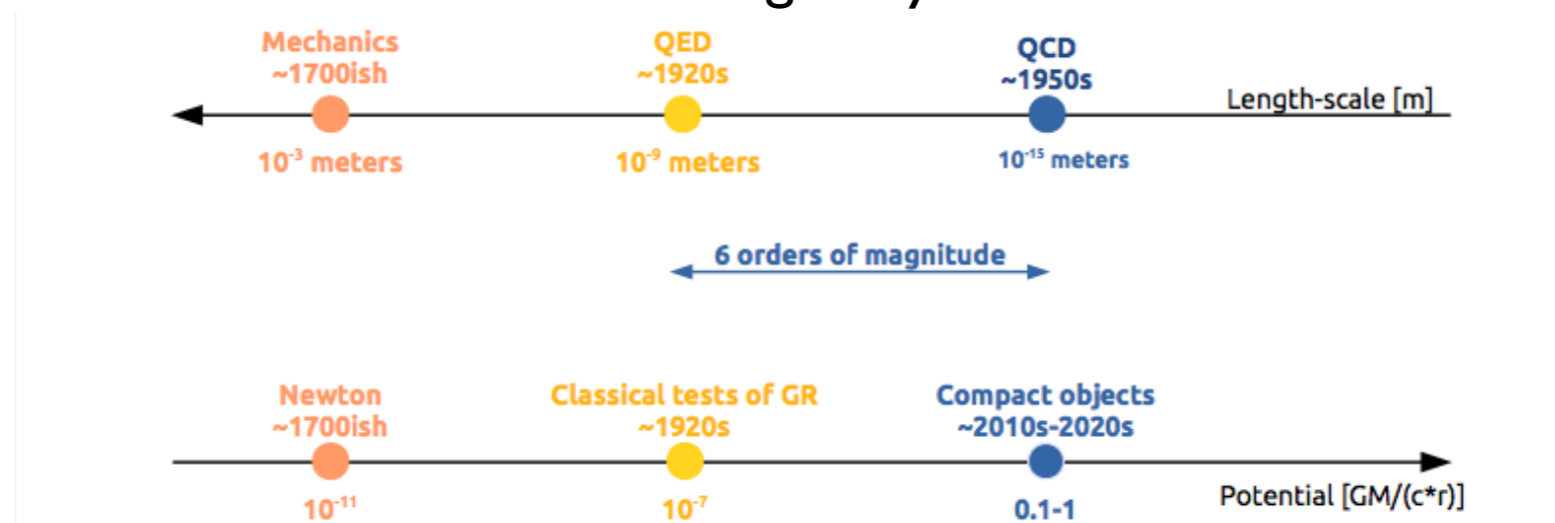 Mechanics
~1700ish
QED
~1920s
QCD
~1950s
Length-scale [m]
10⁻³ meters
10⁻⁹ meters
10⁻¹⁵ meters
6 orders of magnitude
Newton
~1700ish
Classical tests of GR
~1920s
Compact objects
~2010s-2020s
10⁻¹¹
10⁻⁷
0.1-1
Potential [GM/(c*r)]